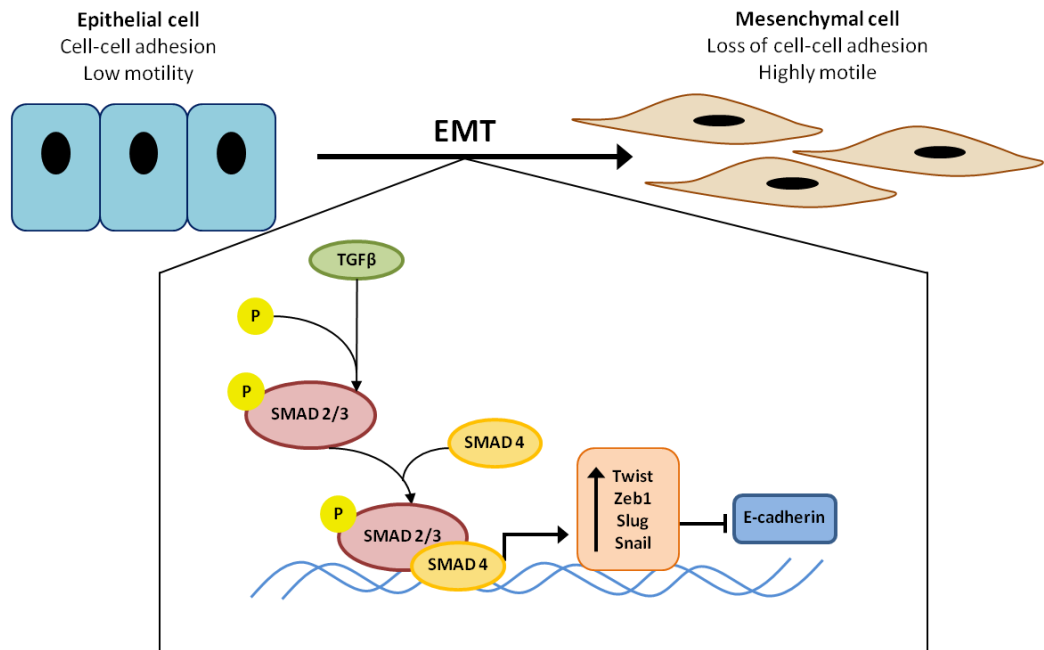 Epithelial cell
Cell-cell adhesion
Low motility
Mesenchymal cell
Loss of cell-cell adhesion
Highly motile
EMT
TGFβ
P
P
SMAD 2/3
SMAD 4
P
SMAD 2/3
SMAD 4
Twist
Zeb1
Slug
Snail
E-cadherin